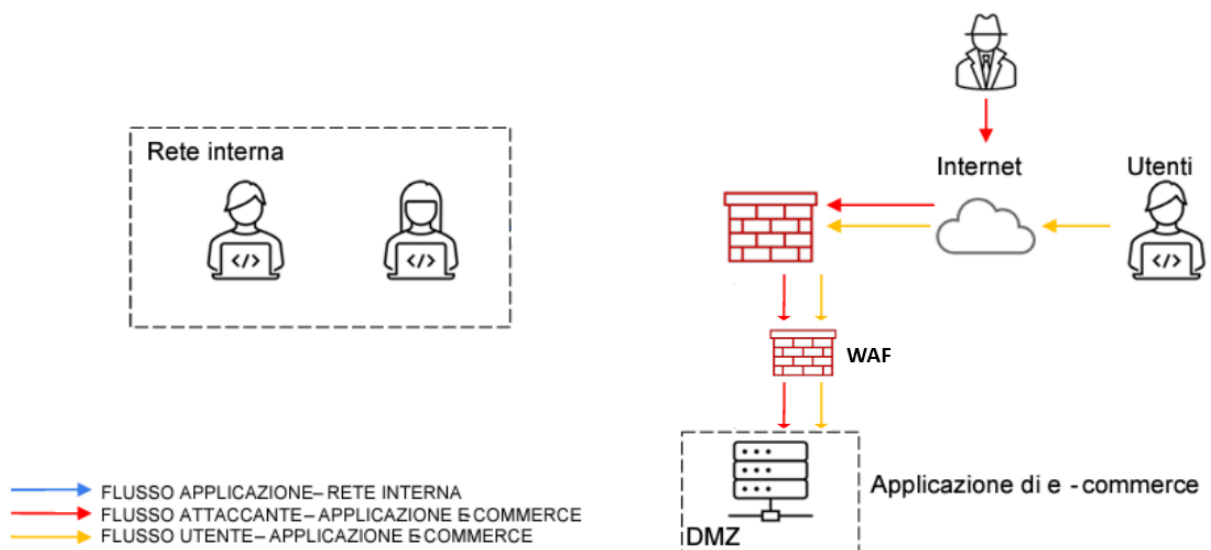 Rete interna
Internet
Utenti
</>
</>
</>
WAF
Applicazione di e - commerce
DMZ
FLUSSO APPLICAZIONE– RETE INTERNA
FLUSSO ATTACCANTE– APPLICAZIONE E-COMMERCE
FLUSSO UTENTE– APPLICAZIONE E-COMMERCE